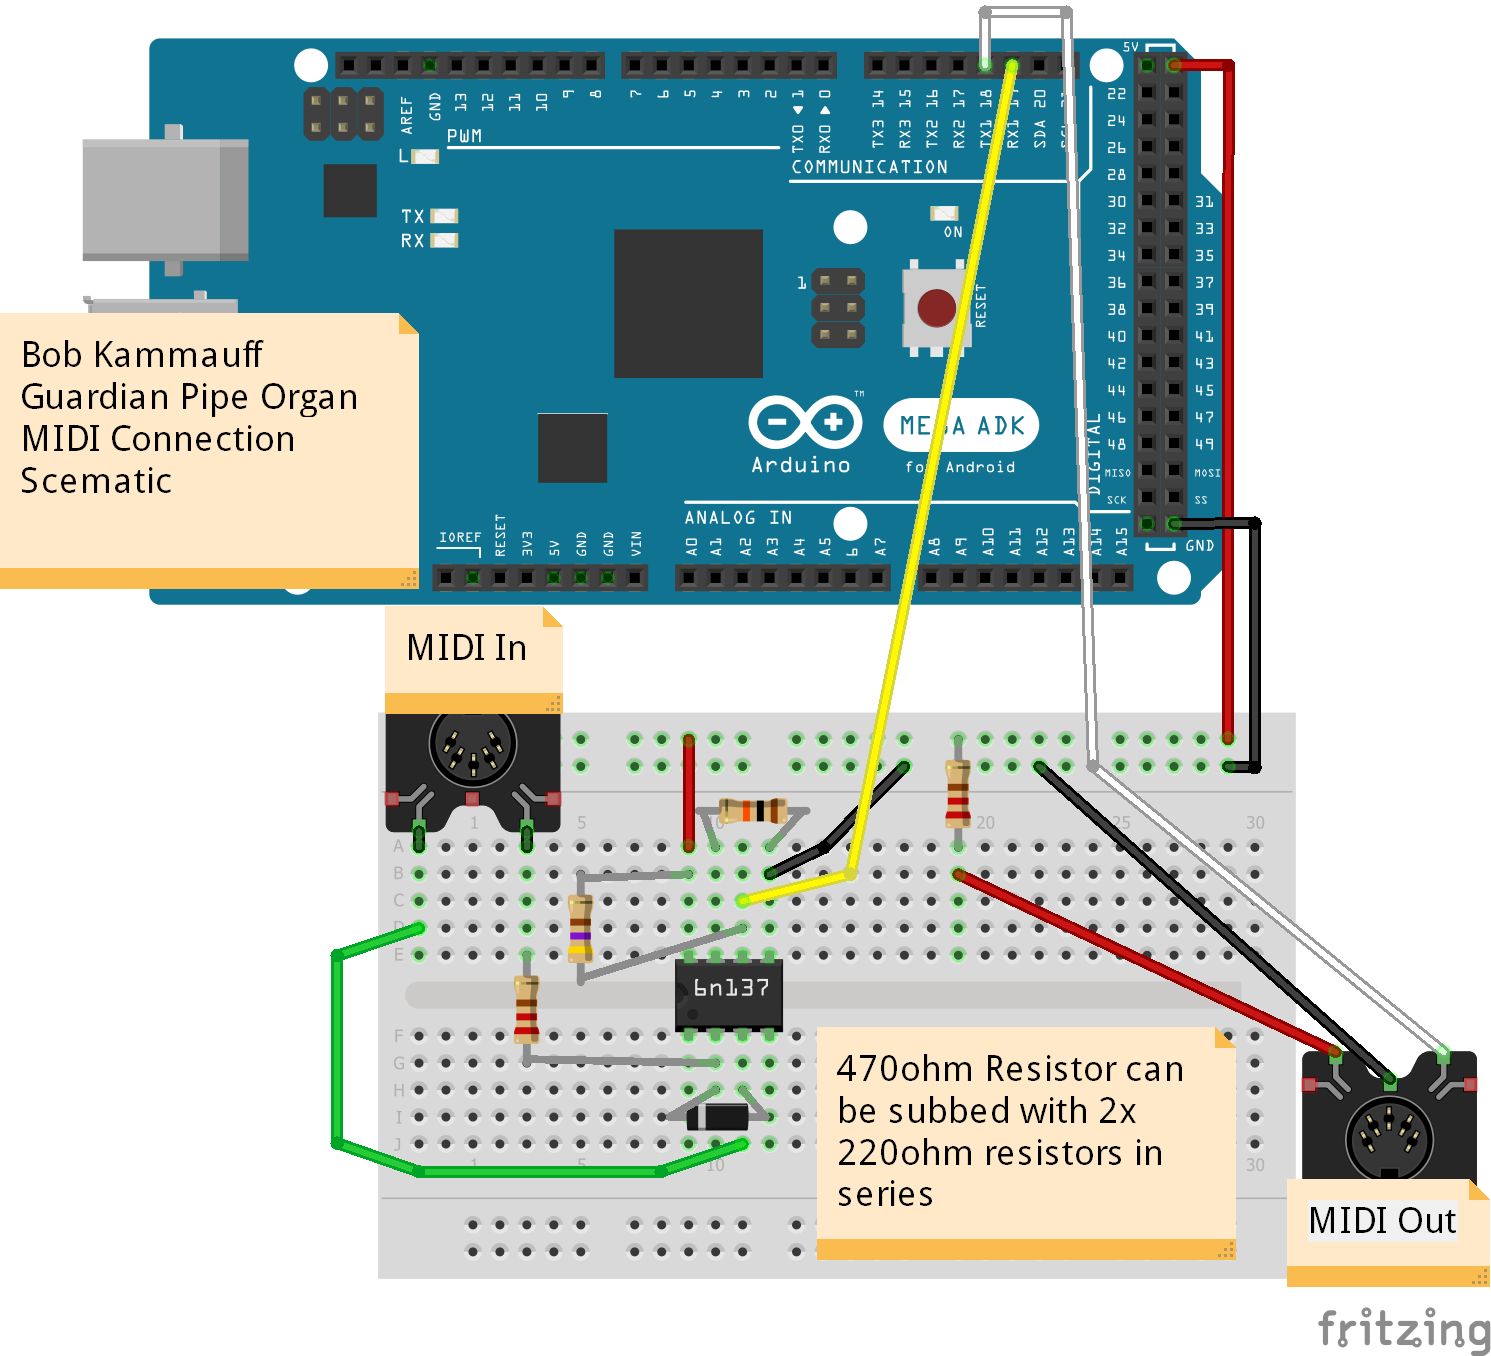 5V
AREF
GND
13
12
11
10
9
8
7
6
5
4
3
2
TX0 ◄ 1
RX0 ► 0
TX3 14
RX3 15
TX2 16
RX2 17
TX1 18
RX1
SDA 20
PWM
L
COMMUNICATION
TX
RX
ON
1
RESET
22
24
26
28
30 31
32 33
34 35
36 37
38 39
40 41
42 43
44 45
46 47
48 49
MISO MOSI
SCK SS
GND
DIGITAL
Arduino
TM
MEGA ADK
for Android
Bob Kammauff
Guardian Pipe Organ
MIDI Connection
Scematic
ANALOG IN
IOREF
RESET
3V3
5V
GND
GND
VIN
A0
A1
A2
A3
A4
A5
6
A7
A8
A9
A10
A11
A12
A13
A14
A15
MIDI In
1 5 10 20 25 30
A
B
C
D
E
6n137
F
G
H
I
J
1 5 10 30
470ohm Resistor can
be subbed with 2x
220ohm resistors in
series
MIDI Out
fritzing